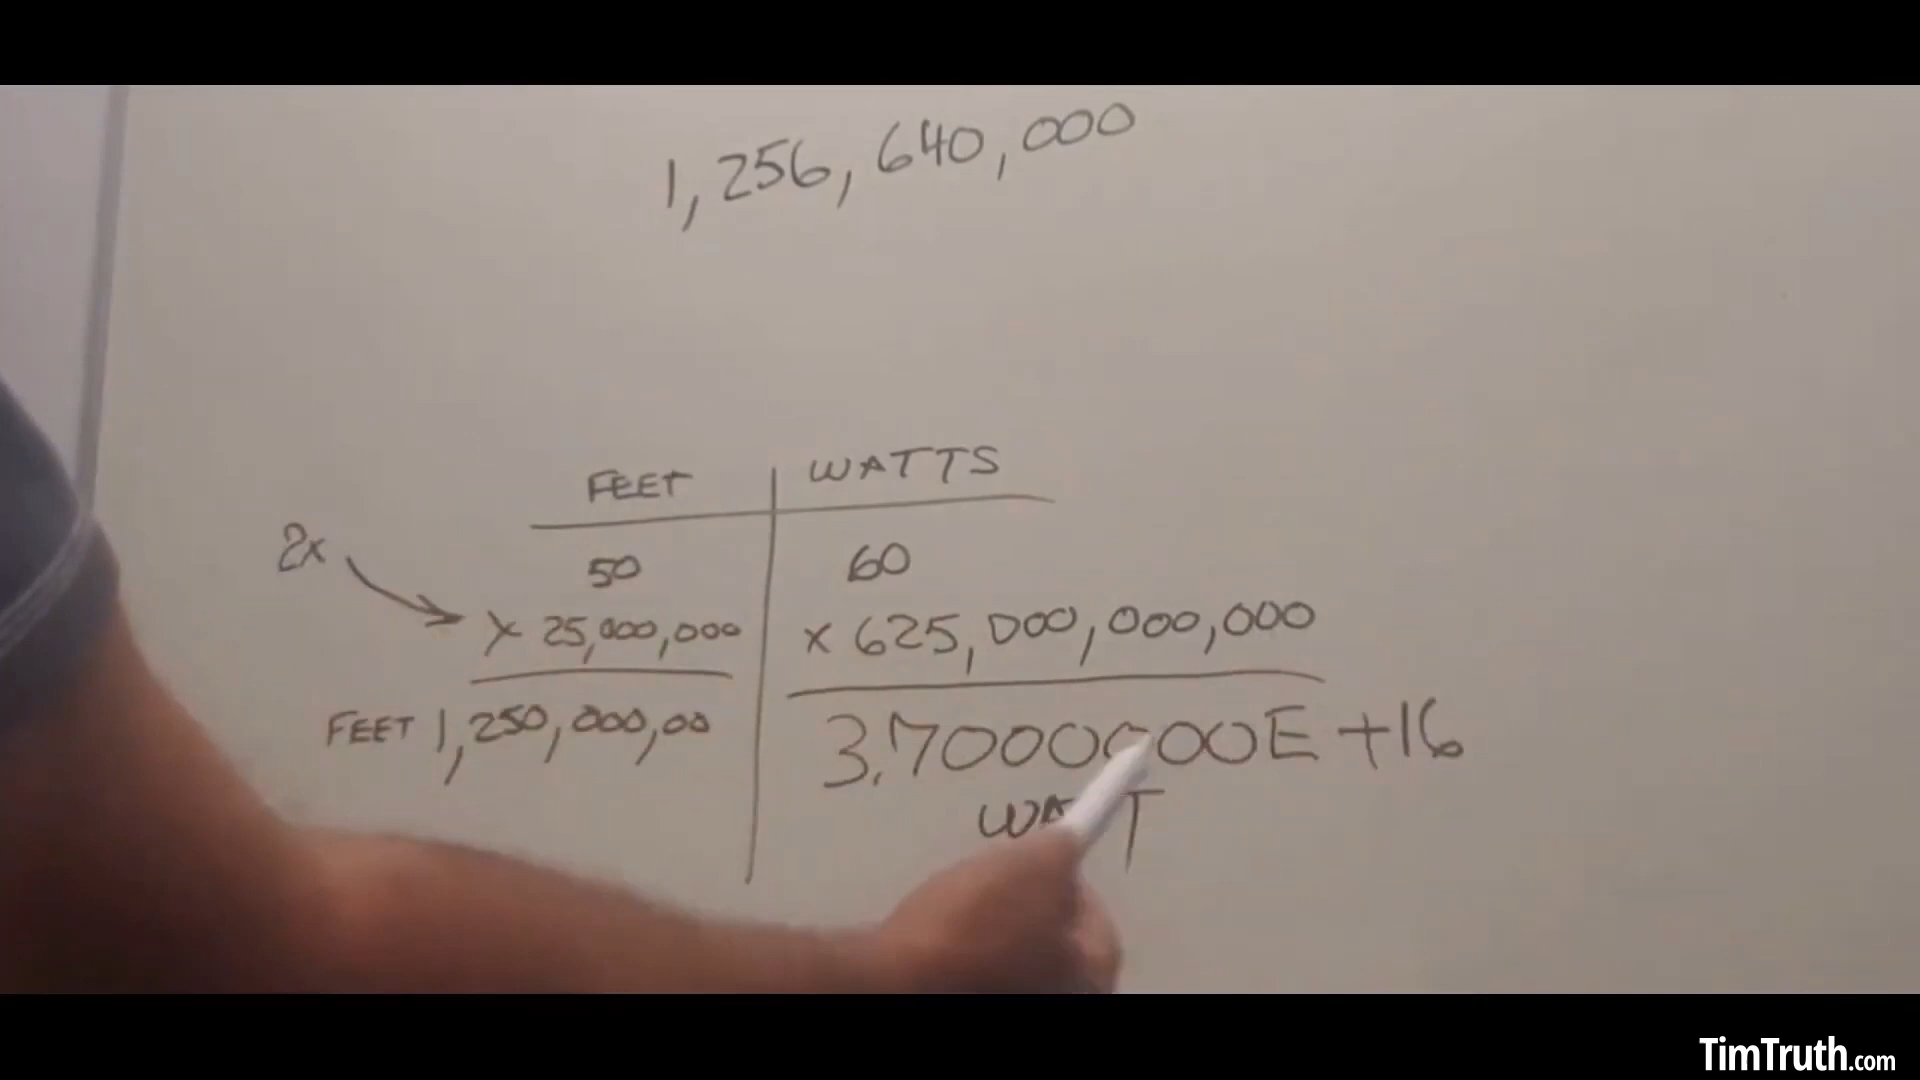 1,256,640,000
FEET WATTS
2x 50 60
x 25,000,000 x 625,000,000,000
FEET 1,250,000,00 3.70000000E+16
TimTruth.com